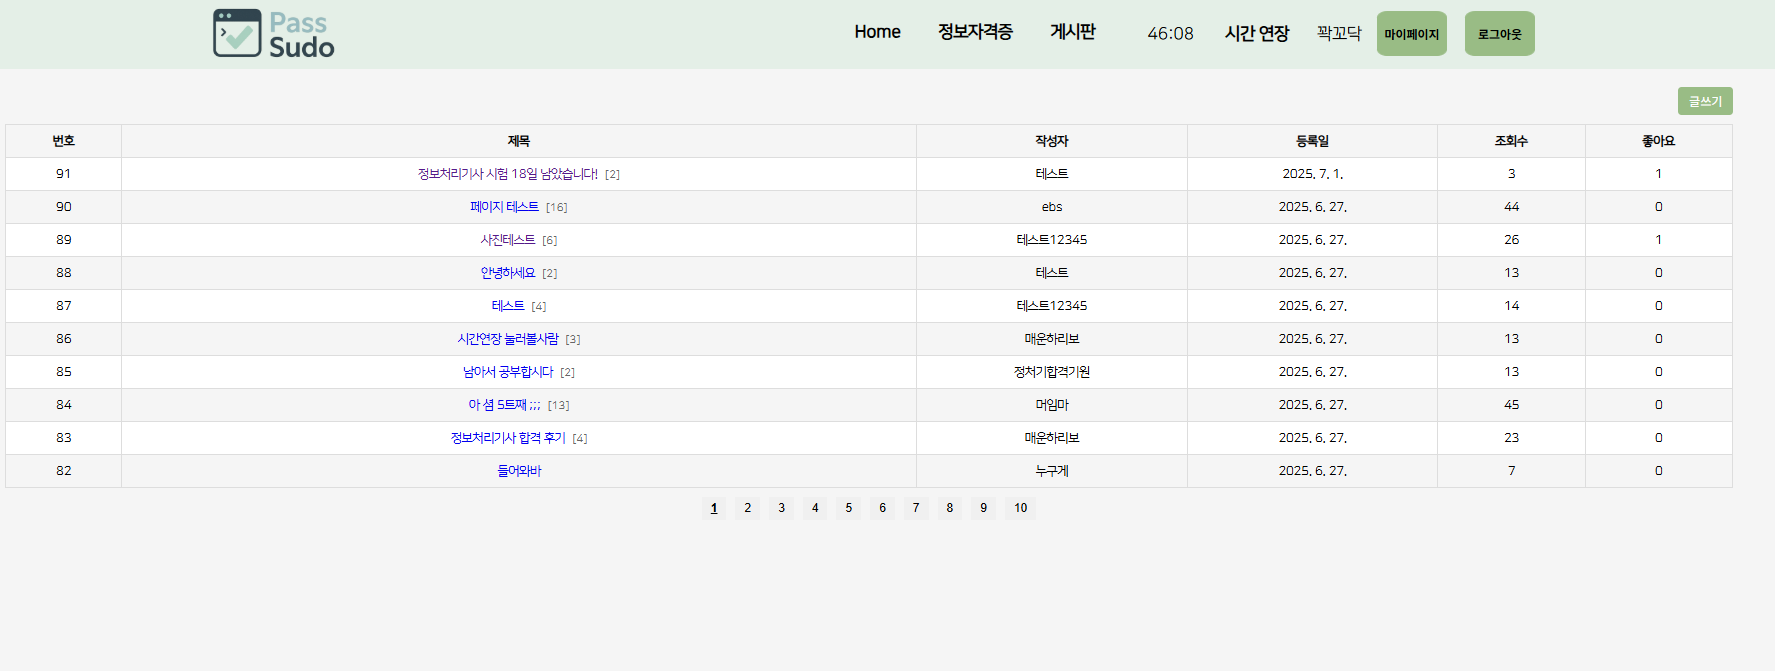 Pass
Sudo
Home 정보자격증 게시판 46:08 시간 연장 꽉꼬닥 마이페이지 로그아웃
글쓰기
번호 제목 작성자 등록일 조회수 좋아요
91 정보처리기사 시험 18일 남았습니다! [2] 테스트 2025. 7. 1. 3 1
90 페이지 테스트 [16] ebs 2025. 6. 27. 44 0
89 사진테스트 [6] 테스트12345 2025. 6. 27. 26 1
88 안녕하세요 [2] 테스트 2025. 6. 27. 13 0
87 테스트 [4] 테스트12345 2025. 6. 27. 14 0
86 시간연장 눌러볼사람 [3] 매운하리보 2025. 6. 27. 13 0
85 남아서 공부합시다 [2] 정처기합격기원 2025. 6. 27. 13 0
84 아 셤 5트째 ;;; [13] 머임마 2025. 6. 27. 45 0
83 정보처리기사 합격 후기 [4] 매운하리보 2025. 6. 27. 23 0
82 들어와바 누구게 2025. 6. 27. 7 0
1 2 3 4 5 6 7 8 9 10